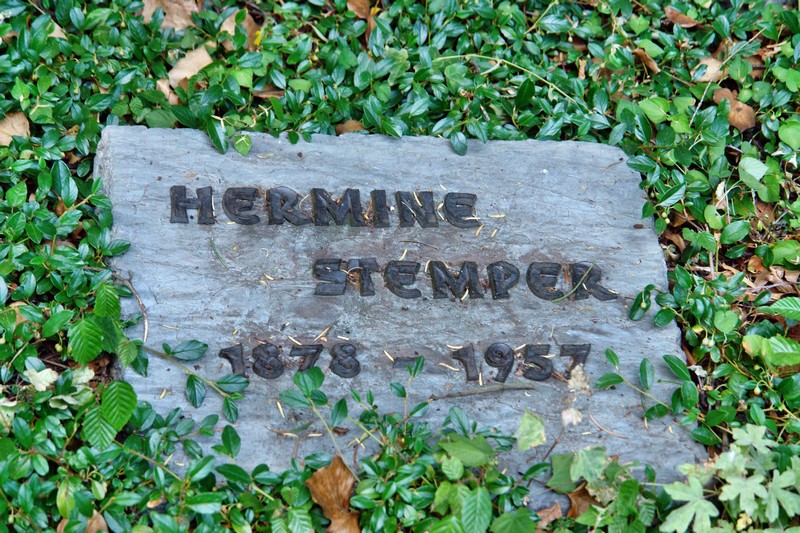 HERMINE
STEMPER
1878 - 1957